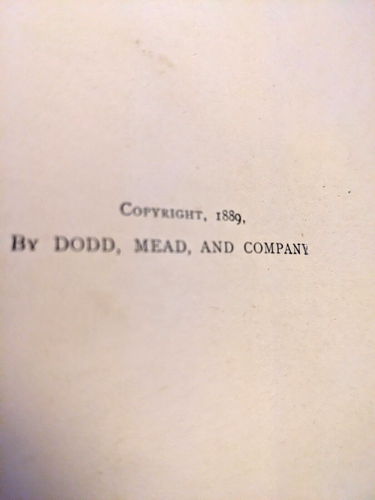 COPYRIGHT, 1889,
BY DODD, MEAD, AND COMPANY